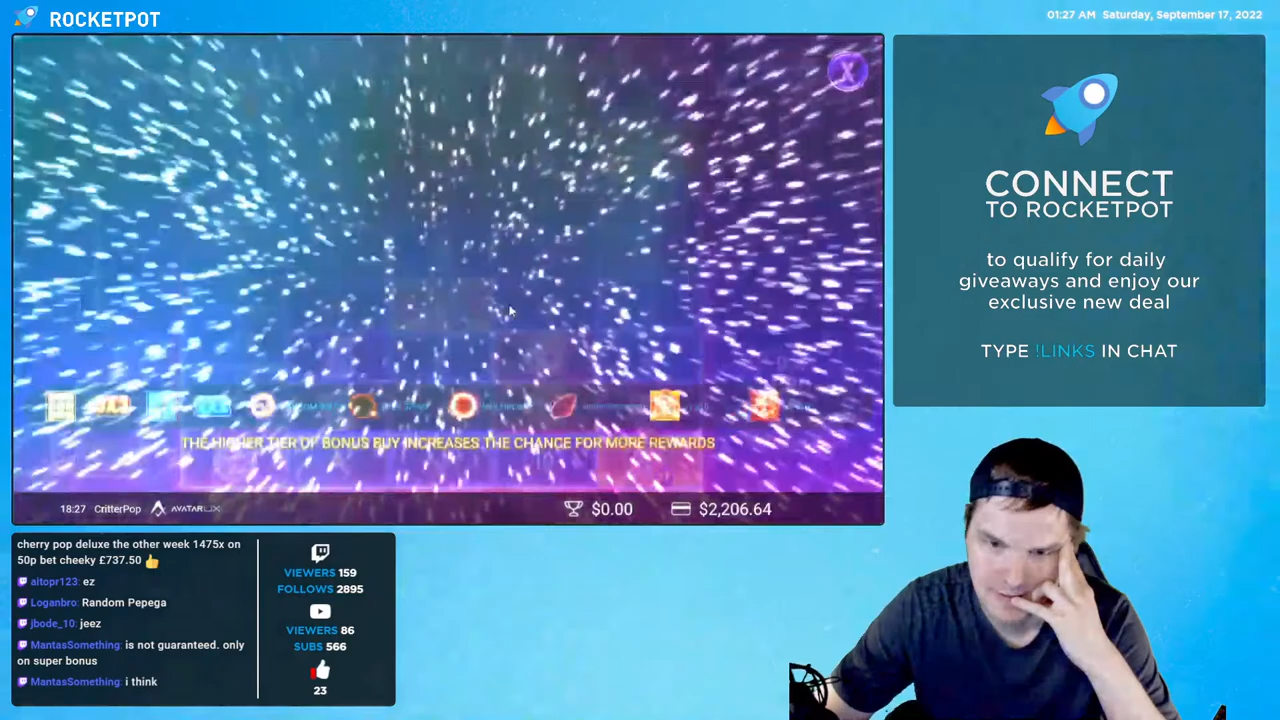 ROCKETPOT
01:27 AM Saturday, September 17, 2022
X
THE HIGHER TIER OF BONUS BUY INCREASES THE CHANCE FOR MORE REWARDS
18:27 CritterPop AVATARUX $0.00 $2,206.64
CONNECT
TO ROCKETPOT
to qualify for daily
giveaways and enjoy our
exclusive new deal
TYPE !LINKS IN CHAT
cherry pop deluxe the other week 1475x on
50p bet cheeky £737.50
aitopr123: ez
Loganbro: Random Pepega
jbode_10: jeez
MantasSomething: is not guaranteed. only
on super bonus
MantasSomething: i think
VIEWERS 159
FOLLOWS 2895
VIEWERS 86
SUBS 566
23